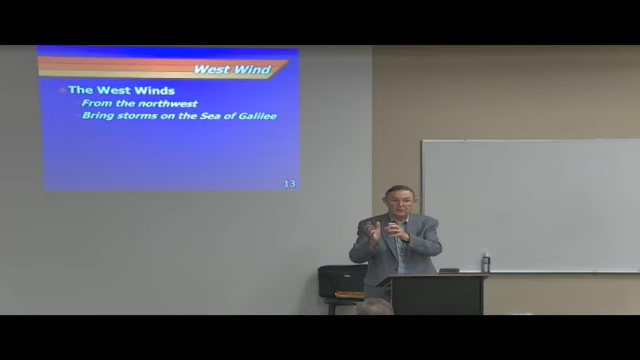 West Wind
The West Winds
From the northwest
Bring storms on the Sea of Galilee
13